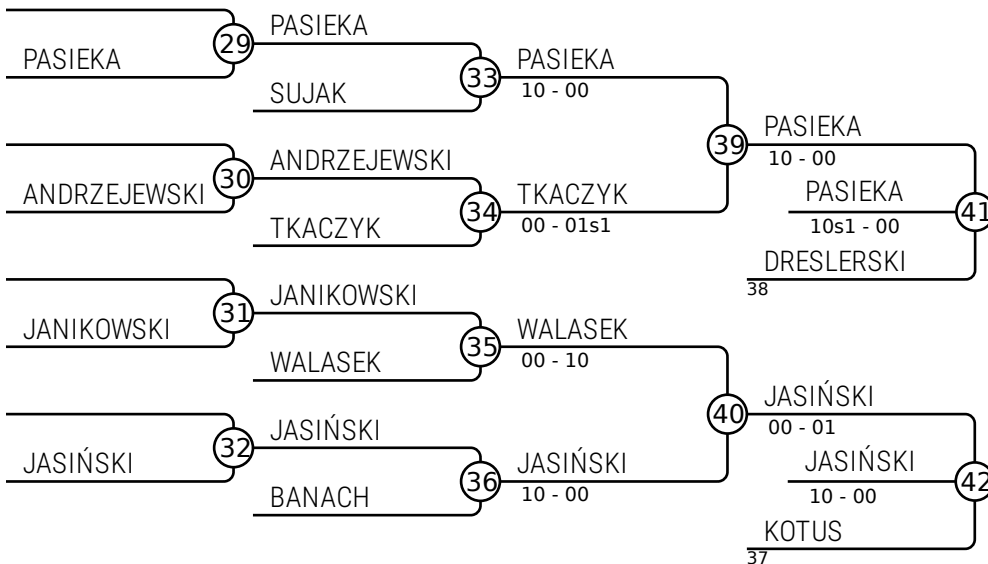 PASIEKA
29
PASIEKA
SUJAK
33
PASIEKA
10 - 00
ANDRZEJEWSKI
30
ANDRZEJEWSKI
TKACZYK
34
TKACZYK
00 - 01s1
39
PASIEKA
10 - 00
PASIEKA
10s1 - 00
41
DRESLERSKI
38
JANIKOWSKI
31
JANIKOWSKI
WALASEK
35
WALASEK
00 - 10
JASIŃSKI
32
JASIŃSKI
BANACH
36
JASIŃSKI
10 - 00
40
JASIŃSKI
00 - 01
JASIŃSKI
10 - 00
42
KOTUS
37